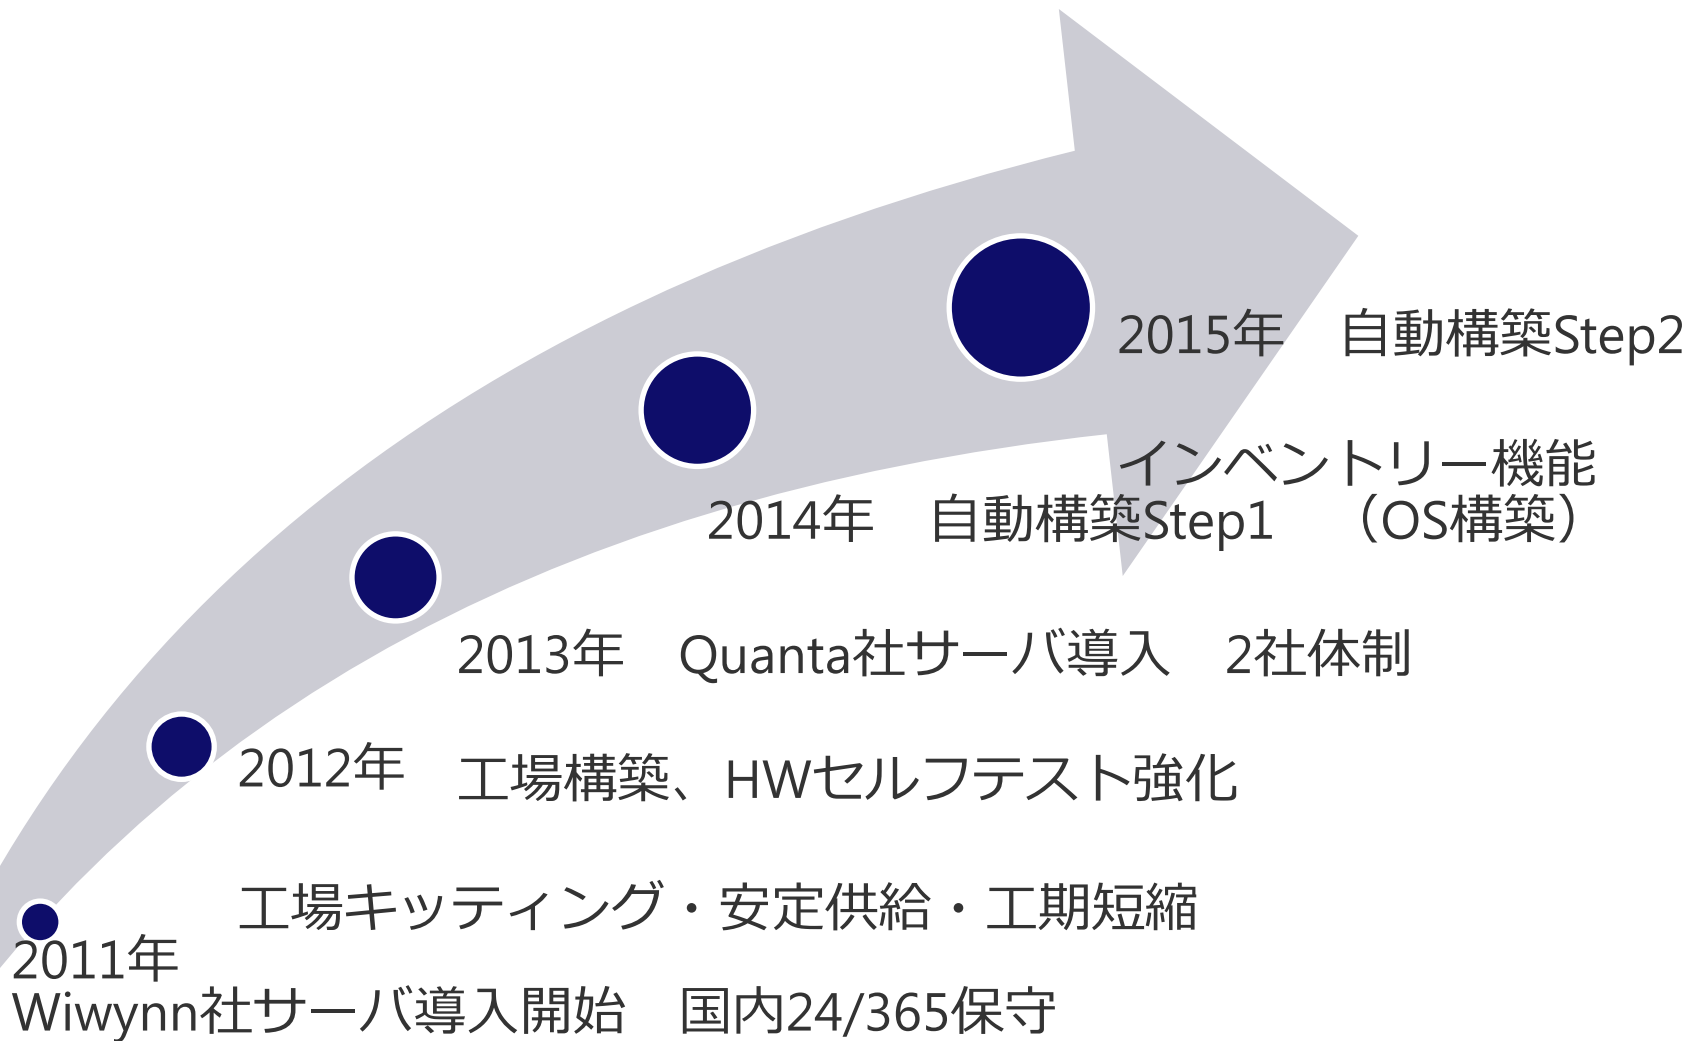 2015年　自動構築Step2
インベントリー機能
2014年　自動構築Step1　（OS構築）
2013年　Quanta社サーバ導入　2社体制
工場構築、HWセルフテスト強化
2012年
工場キッティング・安定供給・工期短縮
2011年
Wiwynn社サーバ導入開始　国内24/365保守